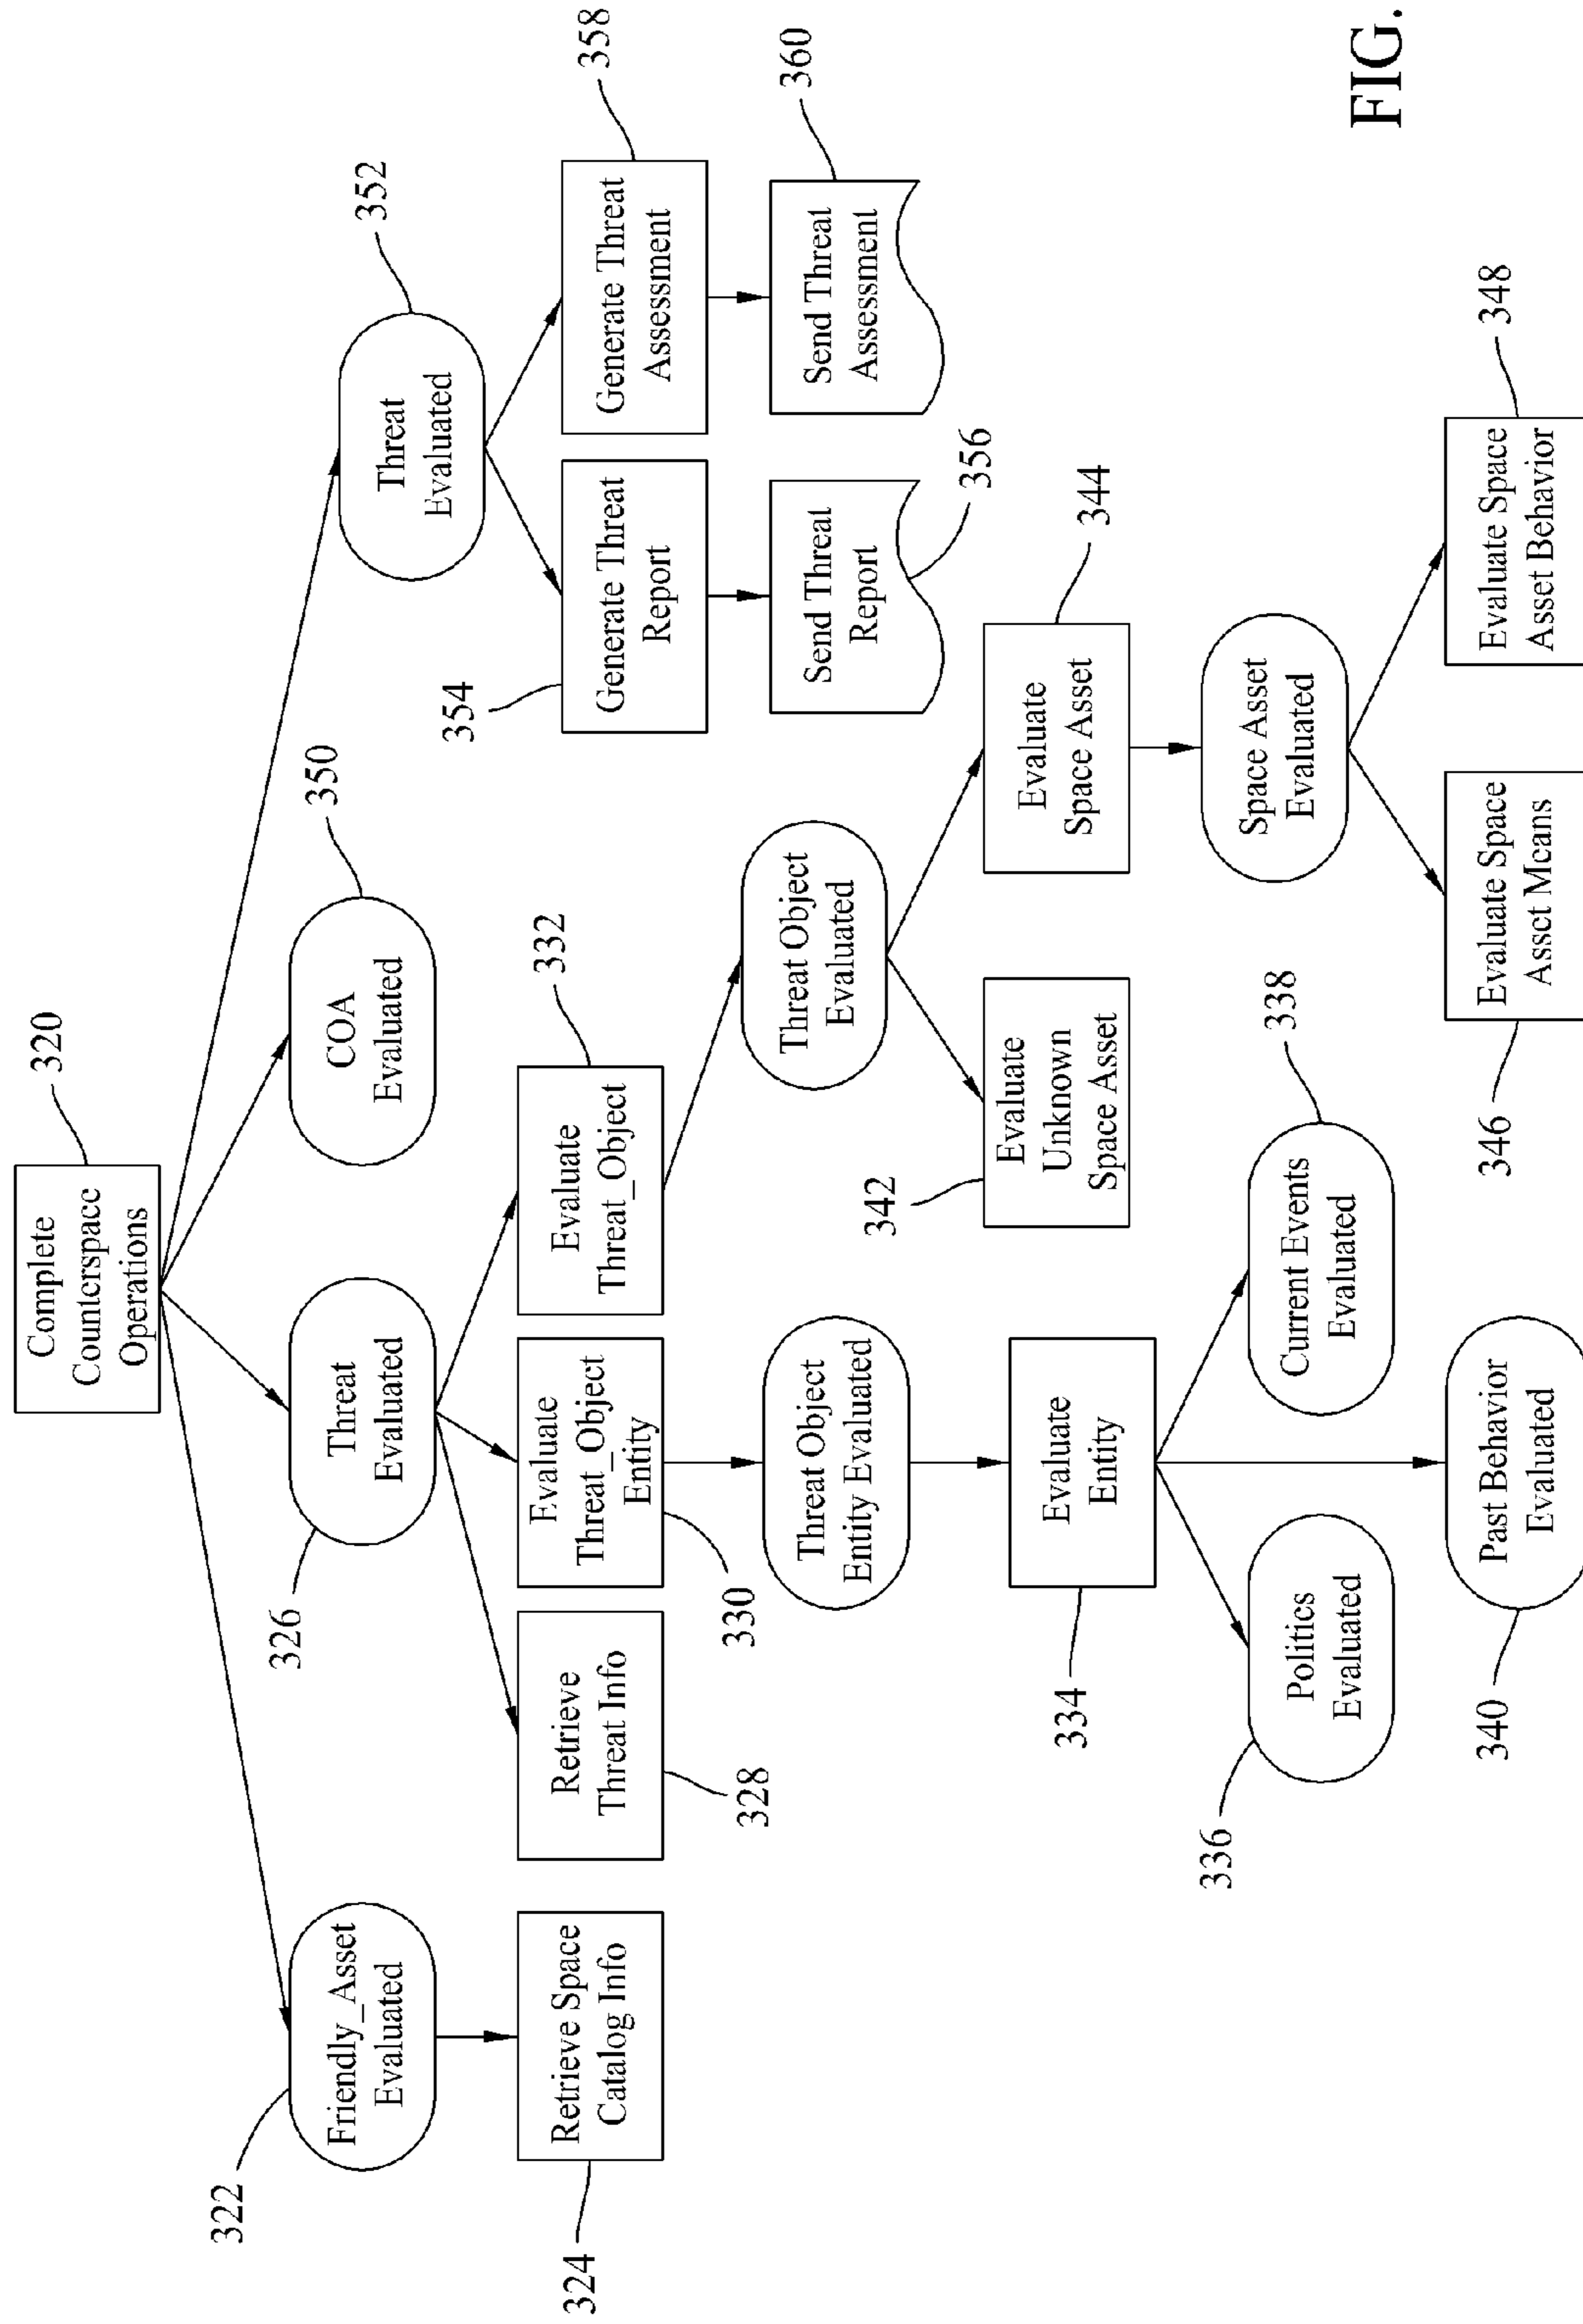 320
Complete
Counterspace
Operations
322
Friendly_Asset
Evaluated
326
Threat
Evaluated
COA
Evaluated
350
Threat
Evaluated
352
324
Retrieve Space
Catalog Info
Retrieve
Threat Info
328
Evaluate
Threat_Object
Entity
330
Evaluate
Threat_Object
332
354
Generate Threat
Report
Generate Threat
Assessment
358
Threat Object
Entity Evaluated
Threat Object
Evaluated
Send Threat
Report
356
Send Threat
Assessment
360
334
Evaluate
Entity
342
Evaluate
Unknown
Space Asset
Evaluate
Space Asset
344
336
Politics
Evaluated
Current Events
Evaluated
338
Space Asset
Evaluated
340
Past Behavior
Evaluated
346
Evaluate Space
Asset Means
Evaluate Space
Asset Behavior
348
FIG.